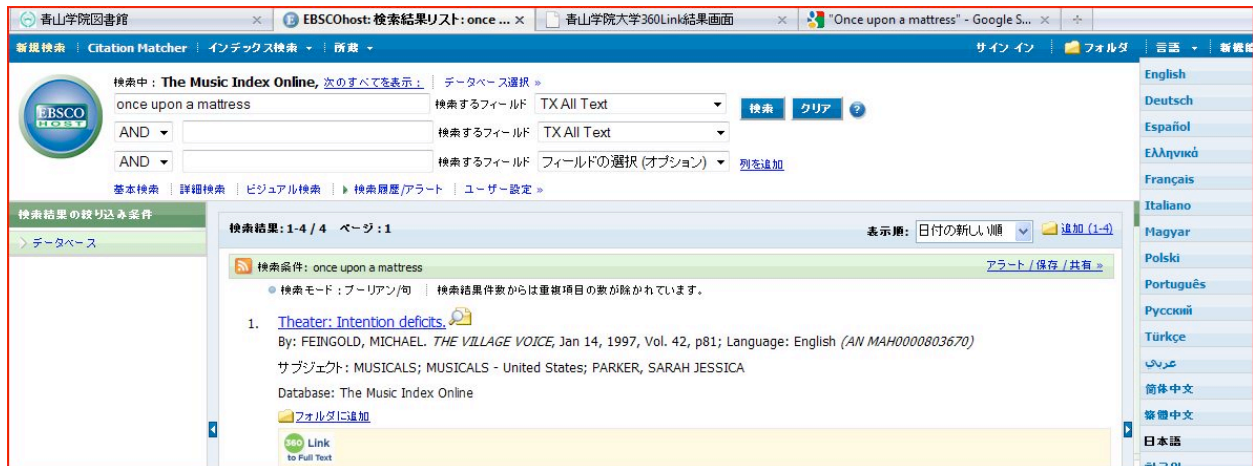 青山学院図書館
EBSCOhost: 検索結果リスト: once ...
青山学院大学360Link結果画面
"Once upon a mattress" - Google S...
新規検索 Citation Matcher インデックス検索 所蔵 サインイン フォルダ 言語 新機能
EBSCO HOST
検索中 : The Music Index Online, 次のすべてを表示 : データベース選択 »
once upon a mattress 検索するフィールド TX All Text 検索 クリア ?
AND 検索するフィールド TX All Text
AND 検索するフィールド フィールドの選択 (オプション) 列を追加
基本検索 詳細検索 ビジュアル検索 検索履歴/アラート ユーザー設定 »
検索結果の絞り込み条件
データベース
検索結果: 1-4 / 4 ページ : 1
表示順: 日付の新しい順 追加 (1-4)
検索条件: once upon a mattress アラート / 保存 / 共有 »
検索モード : ブーリアン/句 検索結果件数からは重複項目の数が除かれています。
1. Theater: Intention deficits.
By: FEINGOLD, MICHAEL. THE VILLAGE VOICE, Jan 14, 1997, Vol. 42, p81; Language: English (AN MAH0000803670)
サブジェクト: MUSICALS; MUSICALS - United States; PARKER, SARAH JESSICA
Database: The Music Index Online
フォルダに追加
360 Link
to Full Text
English
Deutsch
Español
Ελληνικά
Français
Italiano
Magyar
Polski
Português
Русский
Türkçe
عربي
简体中文
繁體中文
日本語
한국어